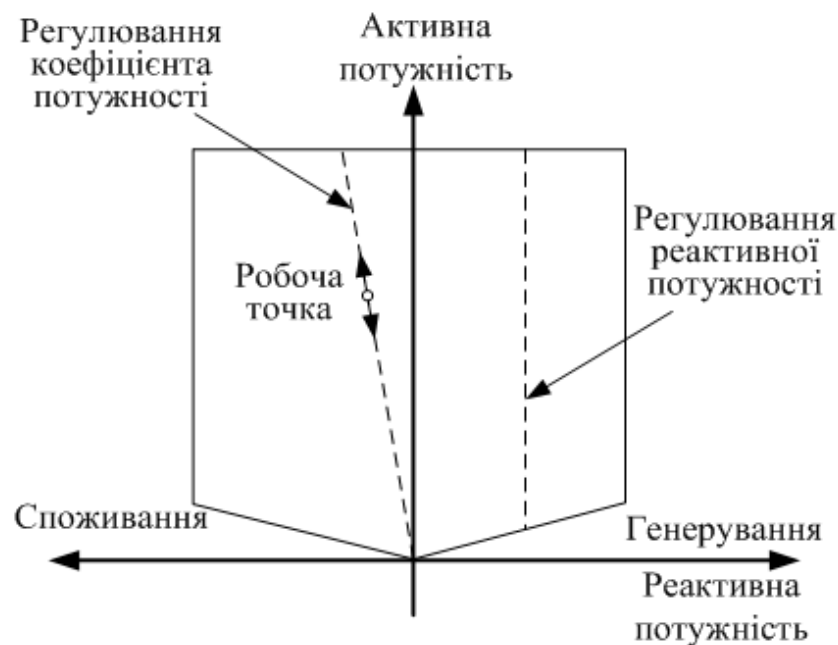 Регулювання
коефіцієнта
потужності
Активна
потужність
Робоча
точка
Регулювання
реактивної
потужності
Споживання
Генерування
Реактивна
потужність